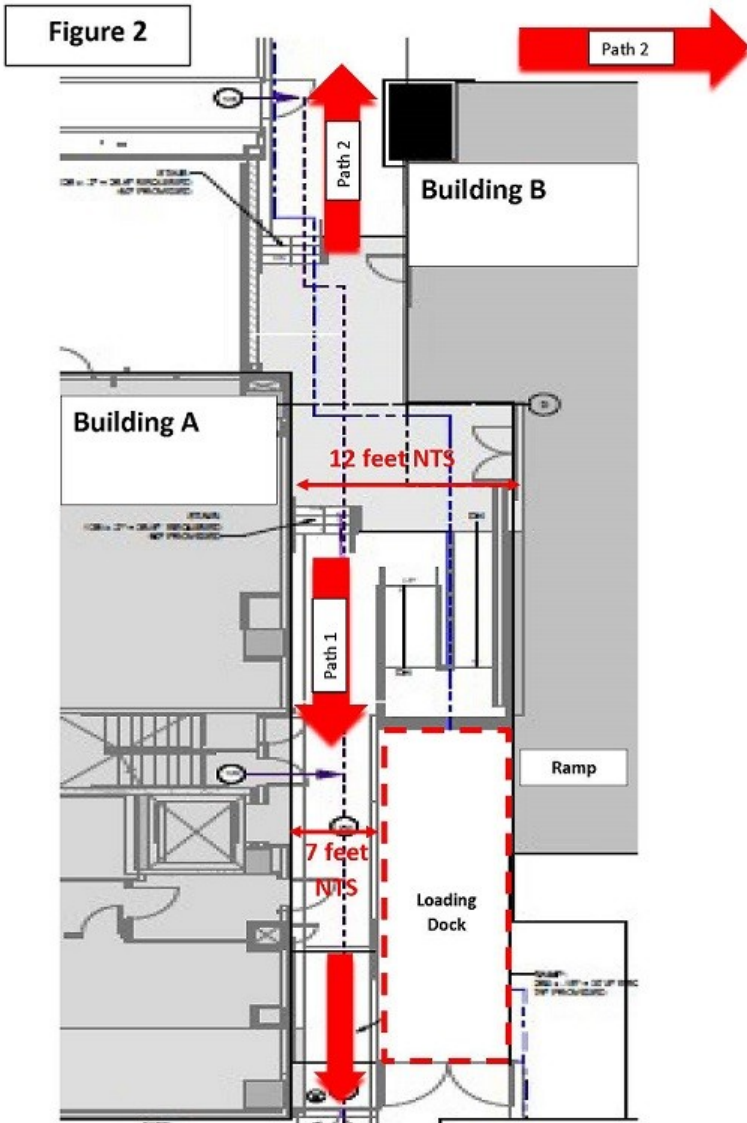 Figure 2
Path 2
Path 2
Building B
Building A
12 feet NTS
Path 1
Ramp
7 feet
NTS
Loading
Dock